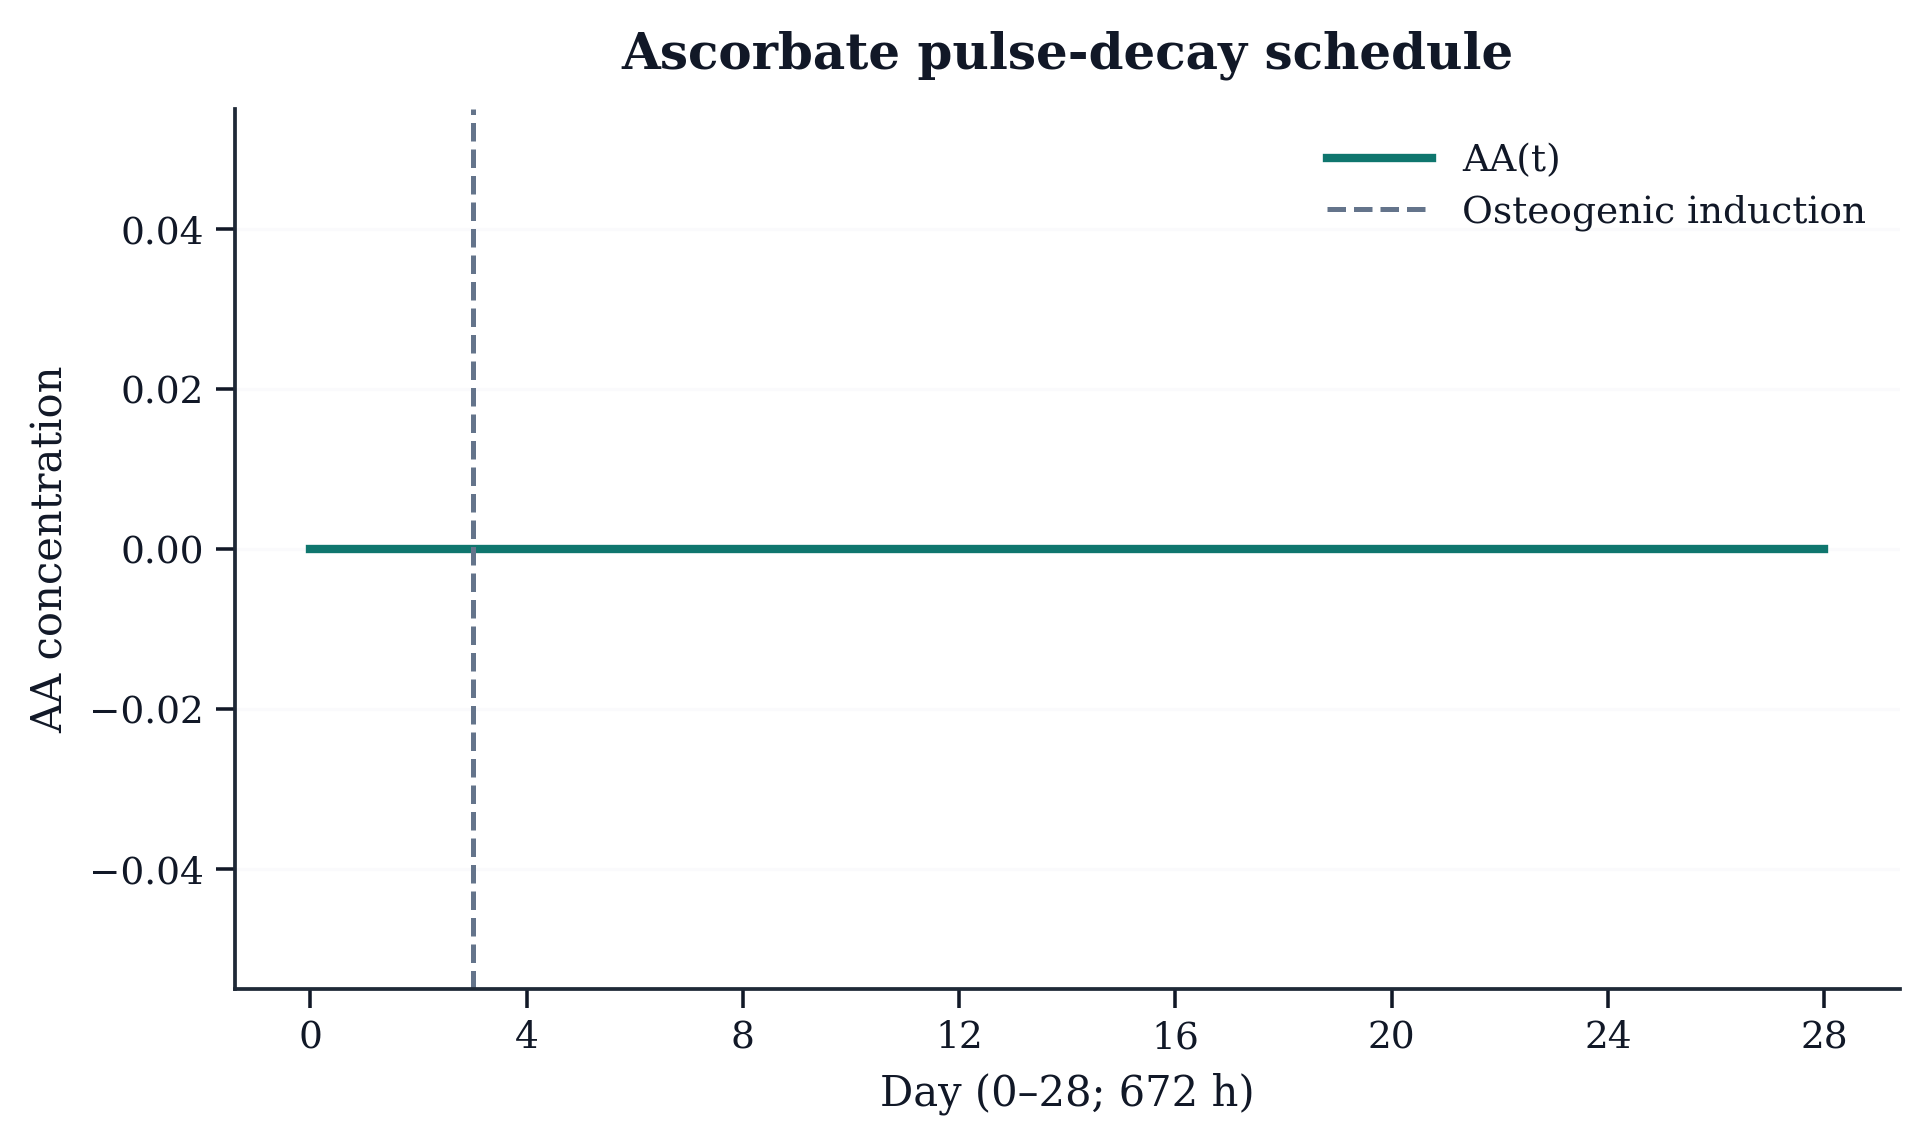 Ascorbate pulse-decay schedule
AA(t)
Osteogenic induction
AA concentration
0.04
0.02
0.00
−0.02
−0.04
0 4 8 12 16 20 24 28
Day (0–28; 672 h)